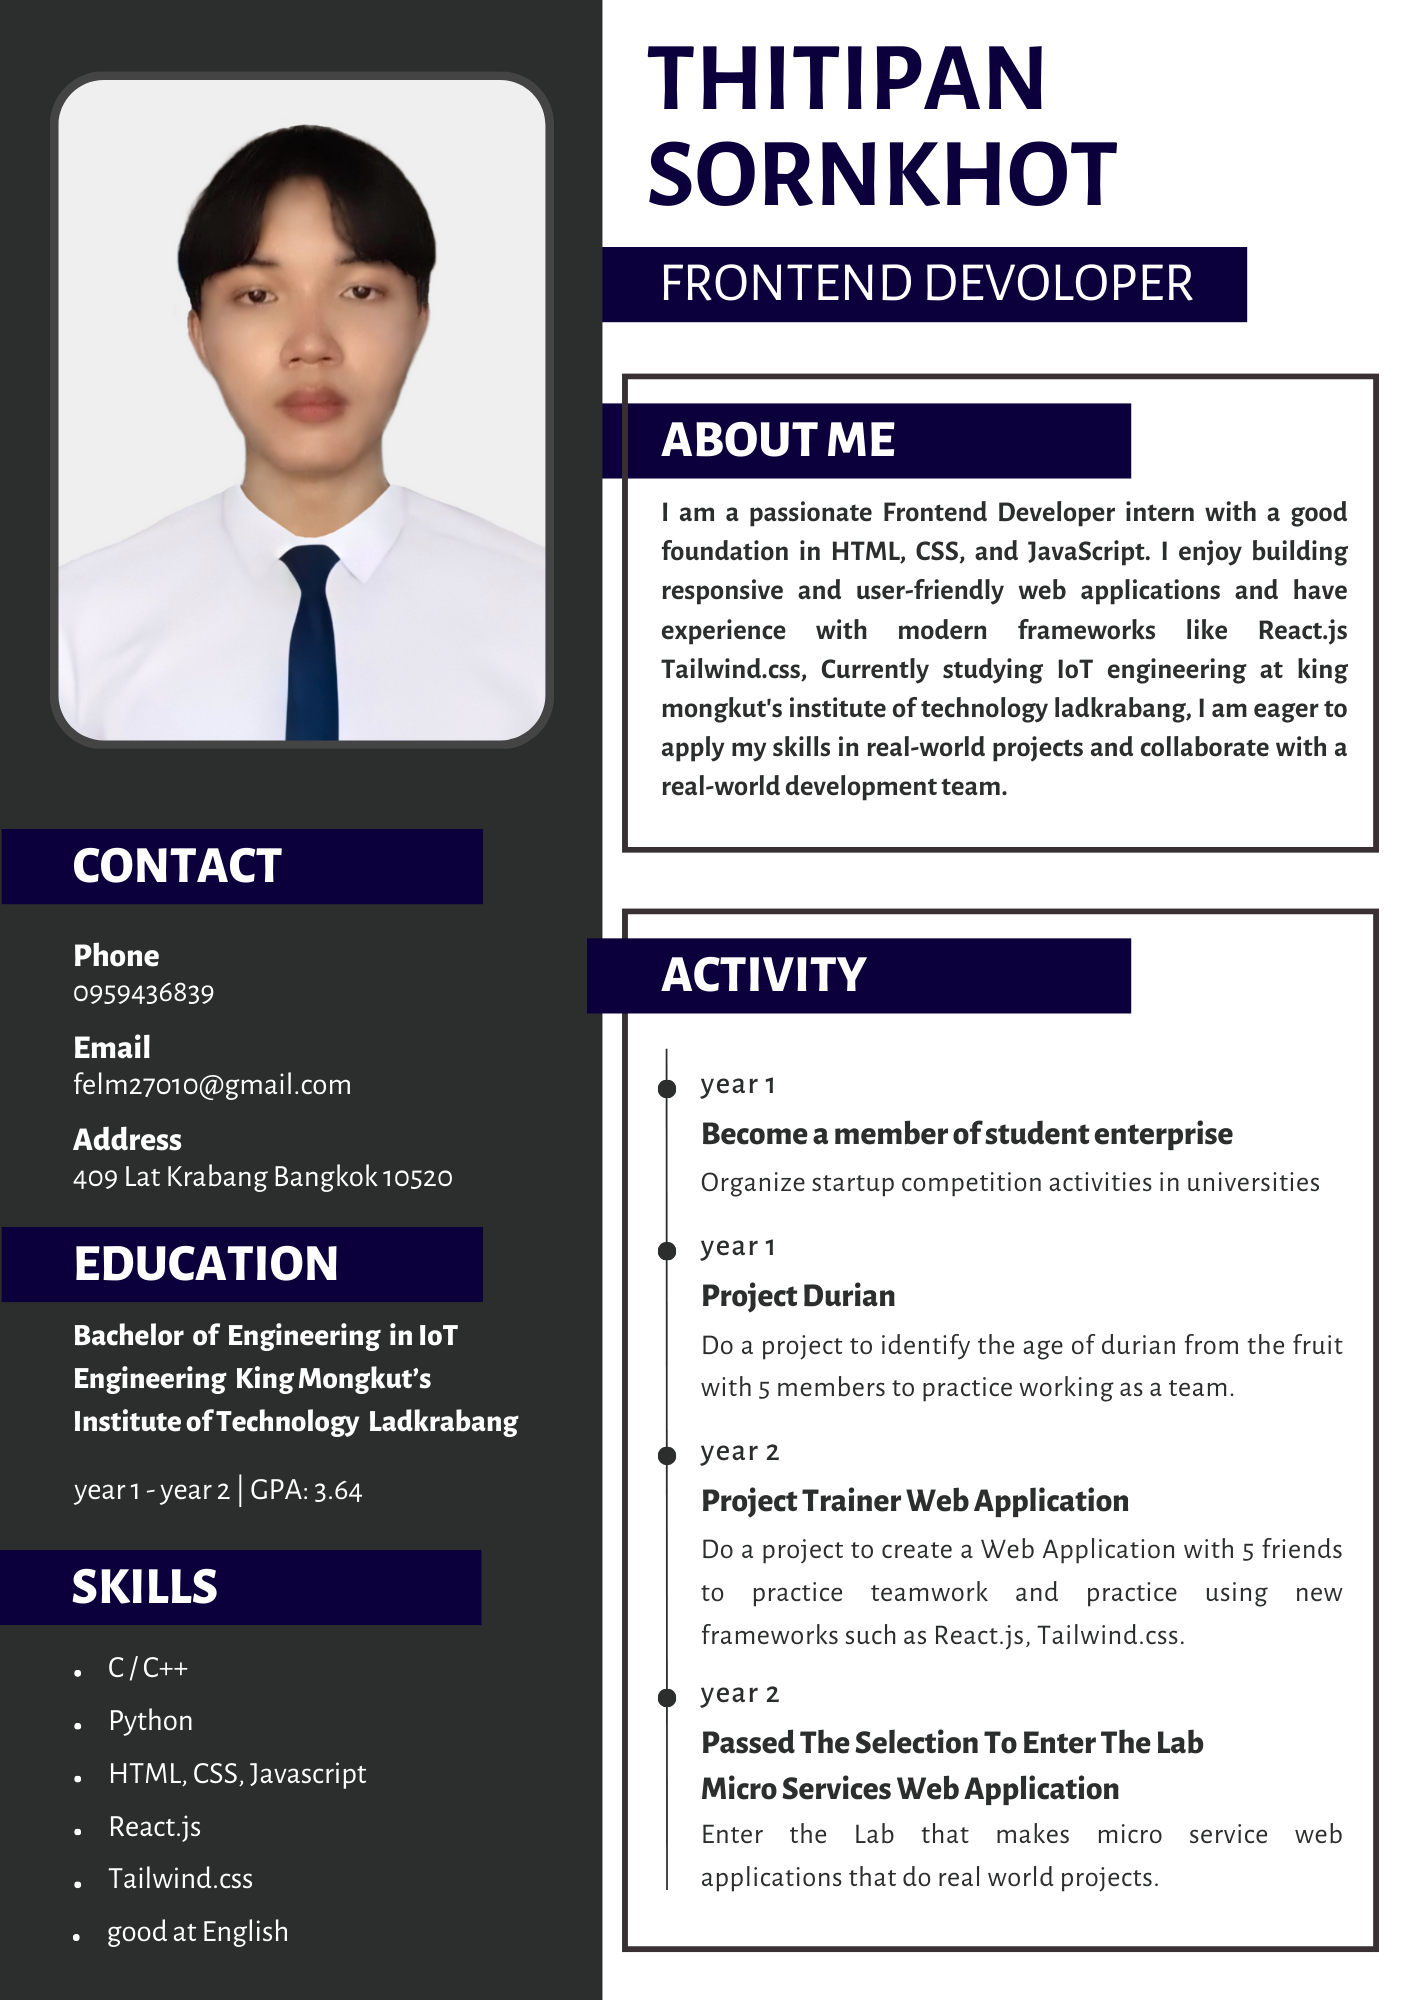 THITIPAN
SORNKHOT
FRONTEND DEVOLOPER
ABOUT ME
I am a passionate Frontend Developer intern with a good
foundation in HTML, CSS, and JavaScript. I enjoy building
responsive and user-friendly web applications and have
experience with modern frameworks like React.js
Tailwind.css, Currently studying IoT engineering at king
mongkut's institute of technology ladkrabang, I am eager to
apply my skills in real-world projects and collaborate with a
real-world development team.
CONTACT
Phone
0959436839
Email
felm27010@gmail.com
Address
409 Lat Krabang Bangkok 10520
EDUCATION
Bachelor of Engineering in IoT
Engineering King Mongkut’s
Institute of Technology Ladkrabang
year 1 - year 2 | GPA: 3.64
SKILLS
• C / C++
• Python
• HTML, CSS, Javascript
• React.js
• Tailwind.css
• good at English
ACTIVITY
year 1
Become a member of student enterprise
Organize startup competition activities in universities
year 1
Project Durian
Do a project to identify the age of durian from the fruit
with 5 members to practice working as a team.
year 2
Project Trainer Web Application
Do a project to create a Web Application with 5 friends
to practice teamwork and practice using new
frameworks such as React.js, Tailwind.css.
year 2
Passed The Selection To Enter The Lab
Micro Services Web Application
Enter the Lab that makes micro service web
applications that do real world projects.